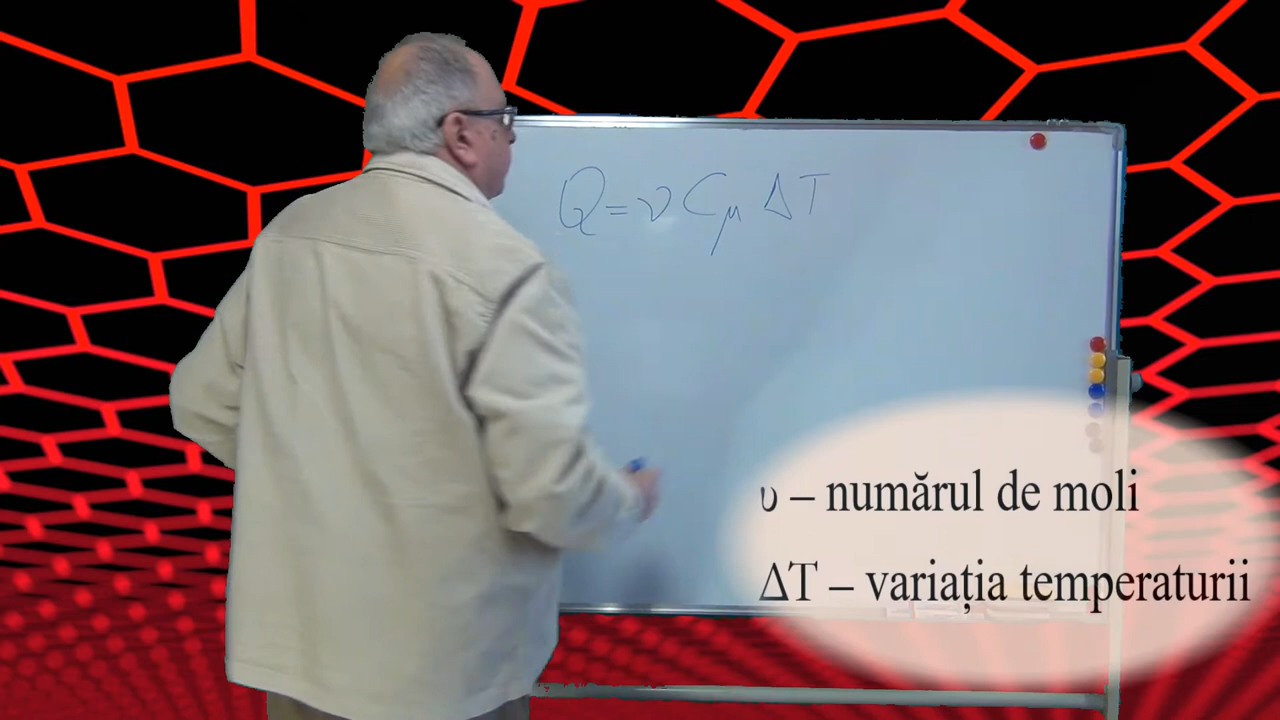 Q = ν Cμ ΔT
υ – numărul de moli
ΔT – variația temperaturii